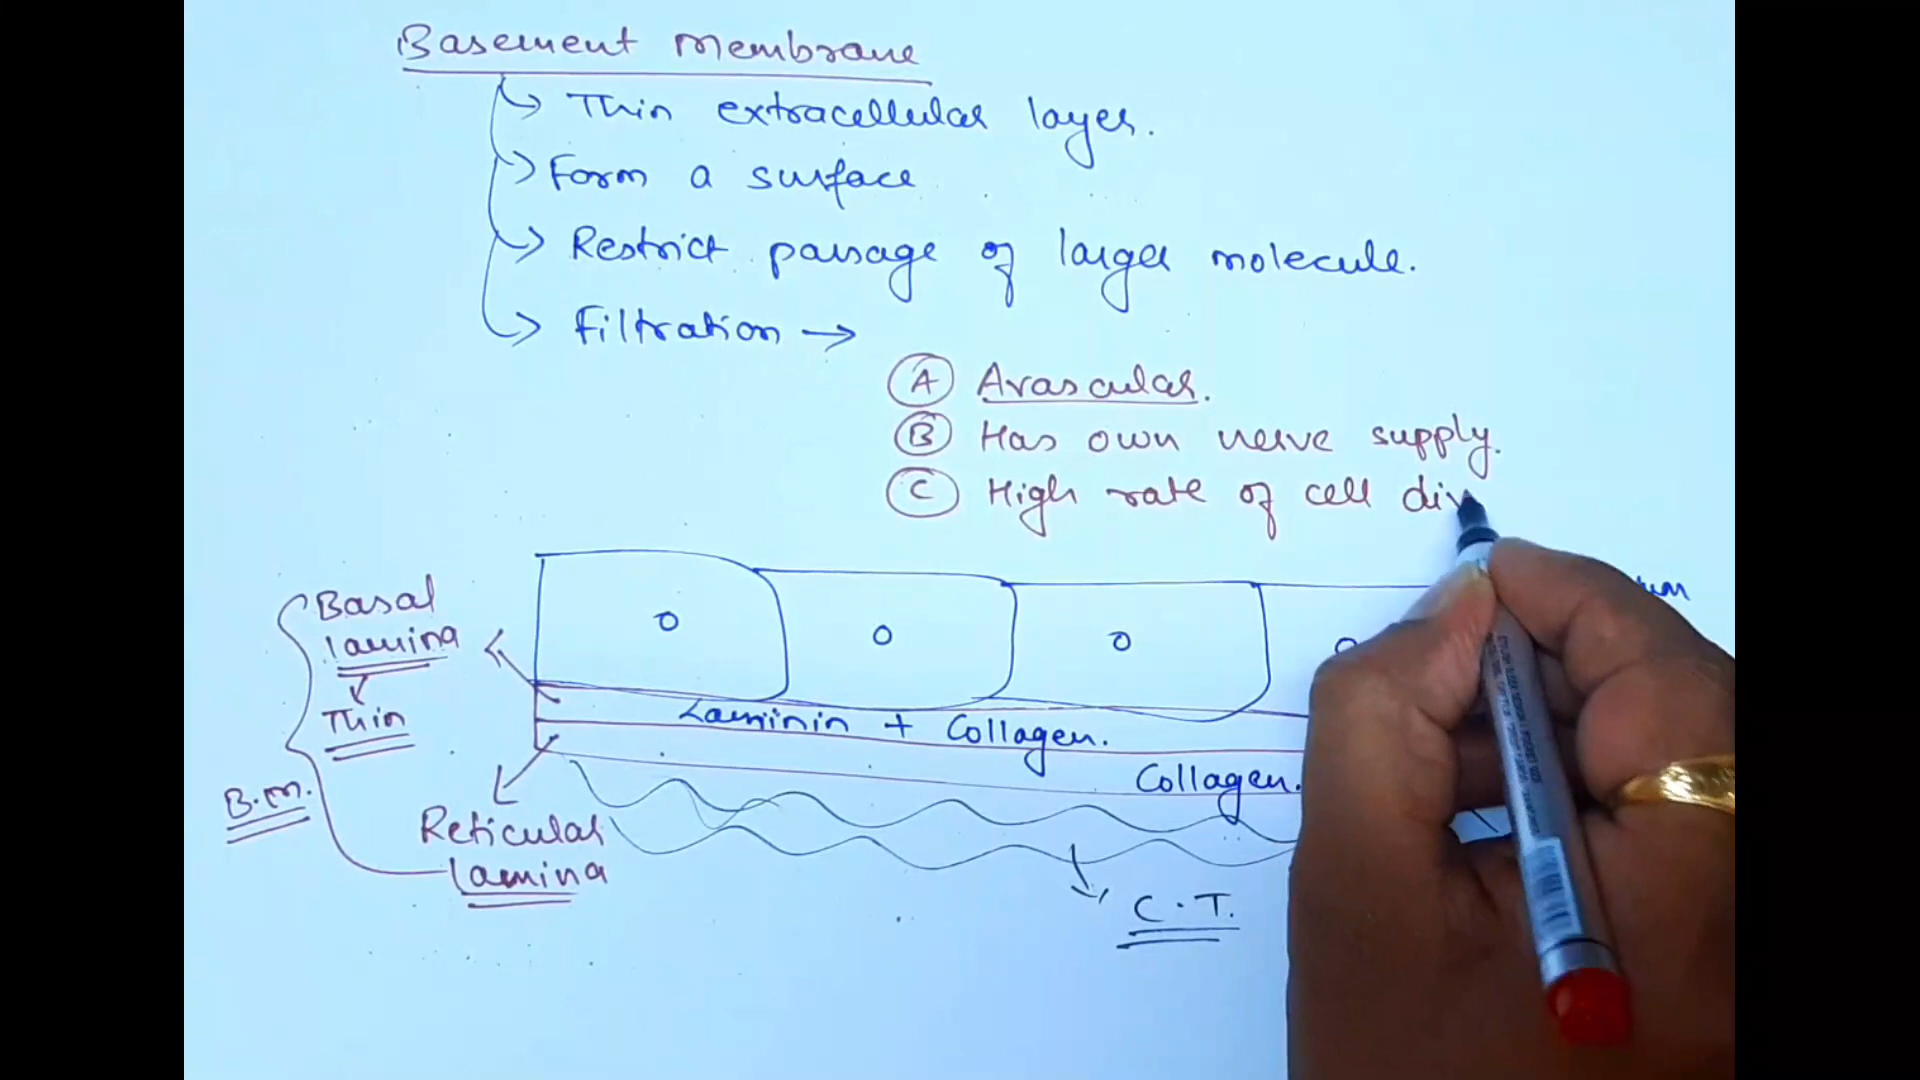 Basement Membrane
Thin extracellular layer.
Form a surface
Restrict passage of larger molecule.
Filtration →
A Avascular.
B Has own nerve supply.
C High rate of cell div
Basal
lamina
Thin
Laminin + Collagen.
Collagen.
B.M.
Reticular
lamina
C.T.